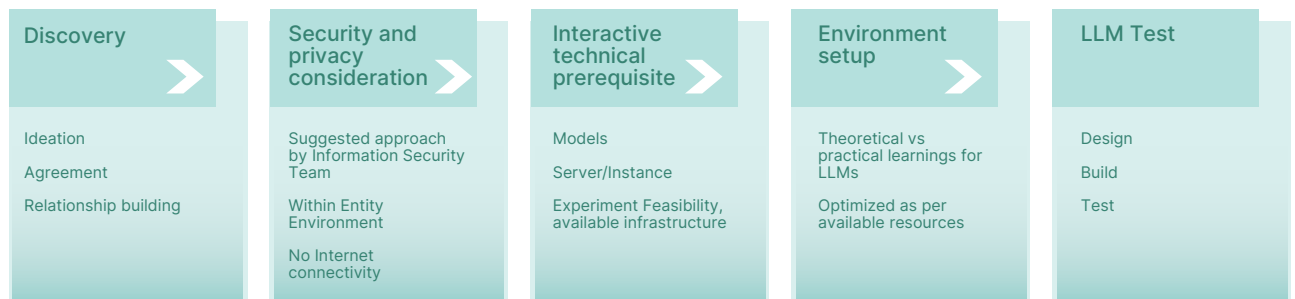 Discovery
Ideation
Agreement
Relationship building
Security and
privacy
consideration
Suggested approach
by Information Security
Team
Within Entity
Environment
No Internet
connectivity
Interactive
technical
prerequisite
Models
Server/Instance
Experiment Feasibility,
available infrastructure
Environment
setup
Theoretical vs
practical learnings for
LLMs
Optimized as per
available resources
LLM Test
Design
Build
Test